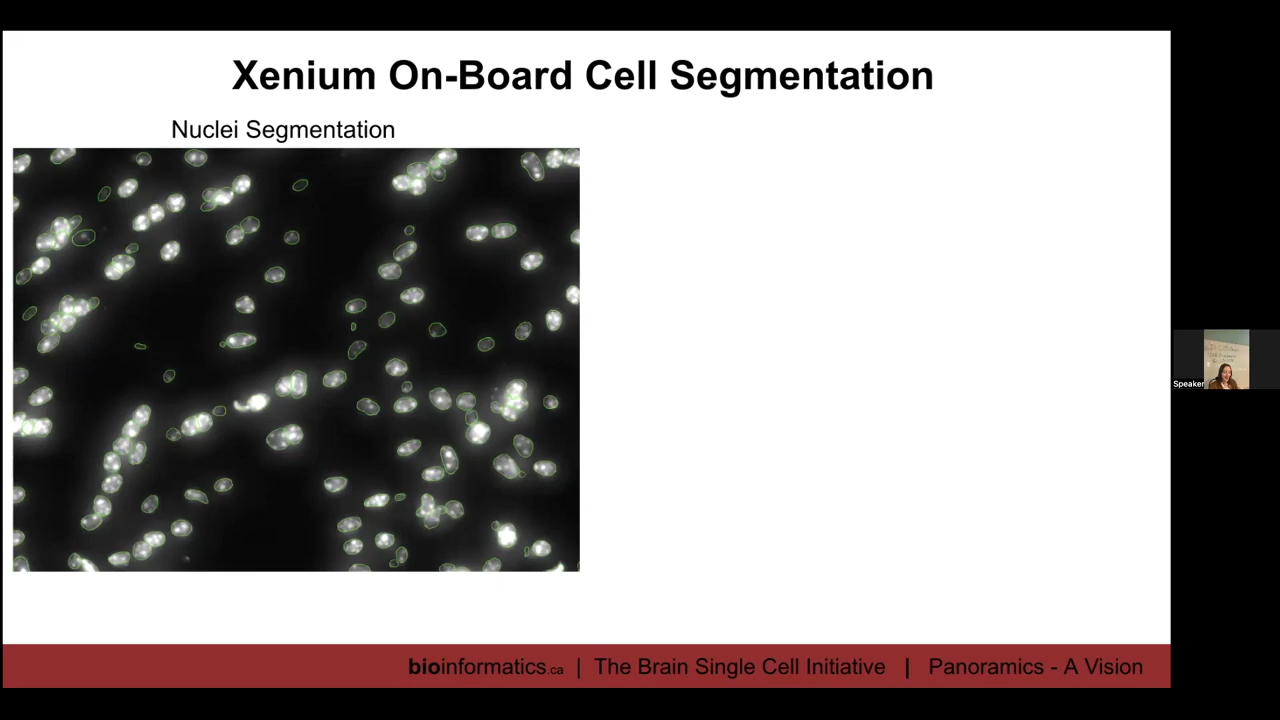 Xenium On-Board Cell Segmentation
Nuclei Segmentation
Speaker
bioinformatics.ca | The Brain Single Cell Initiative | Panoramics - A Vision